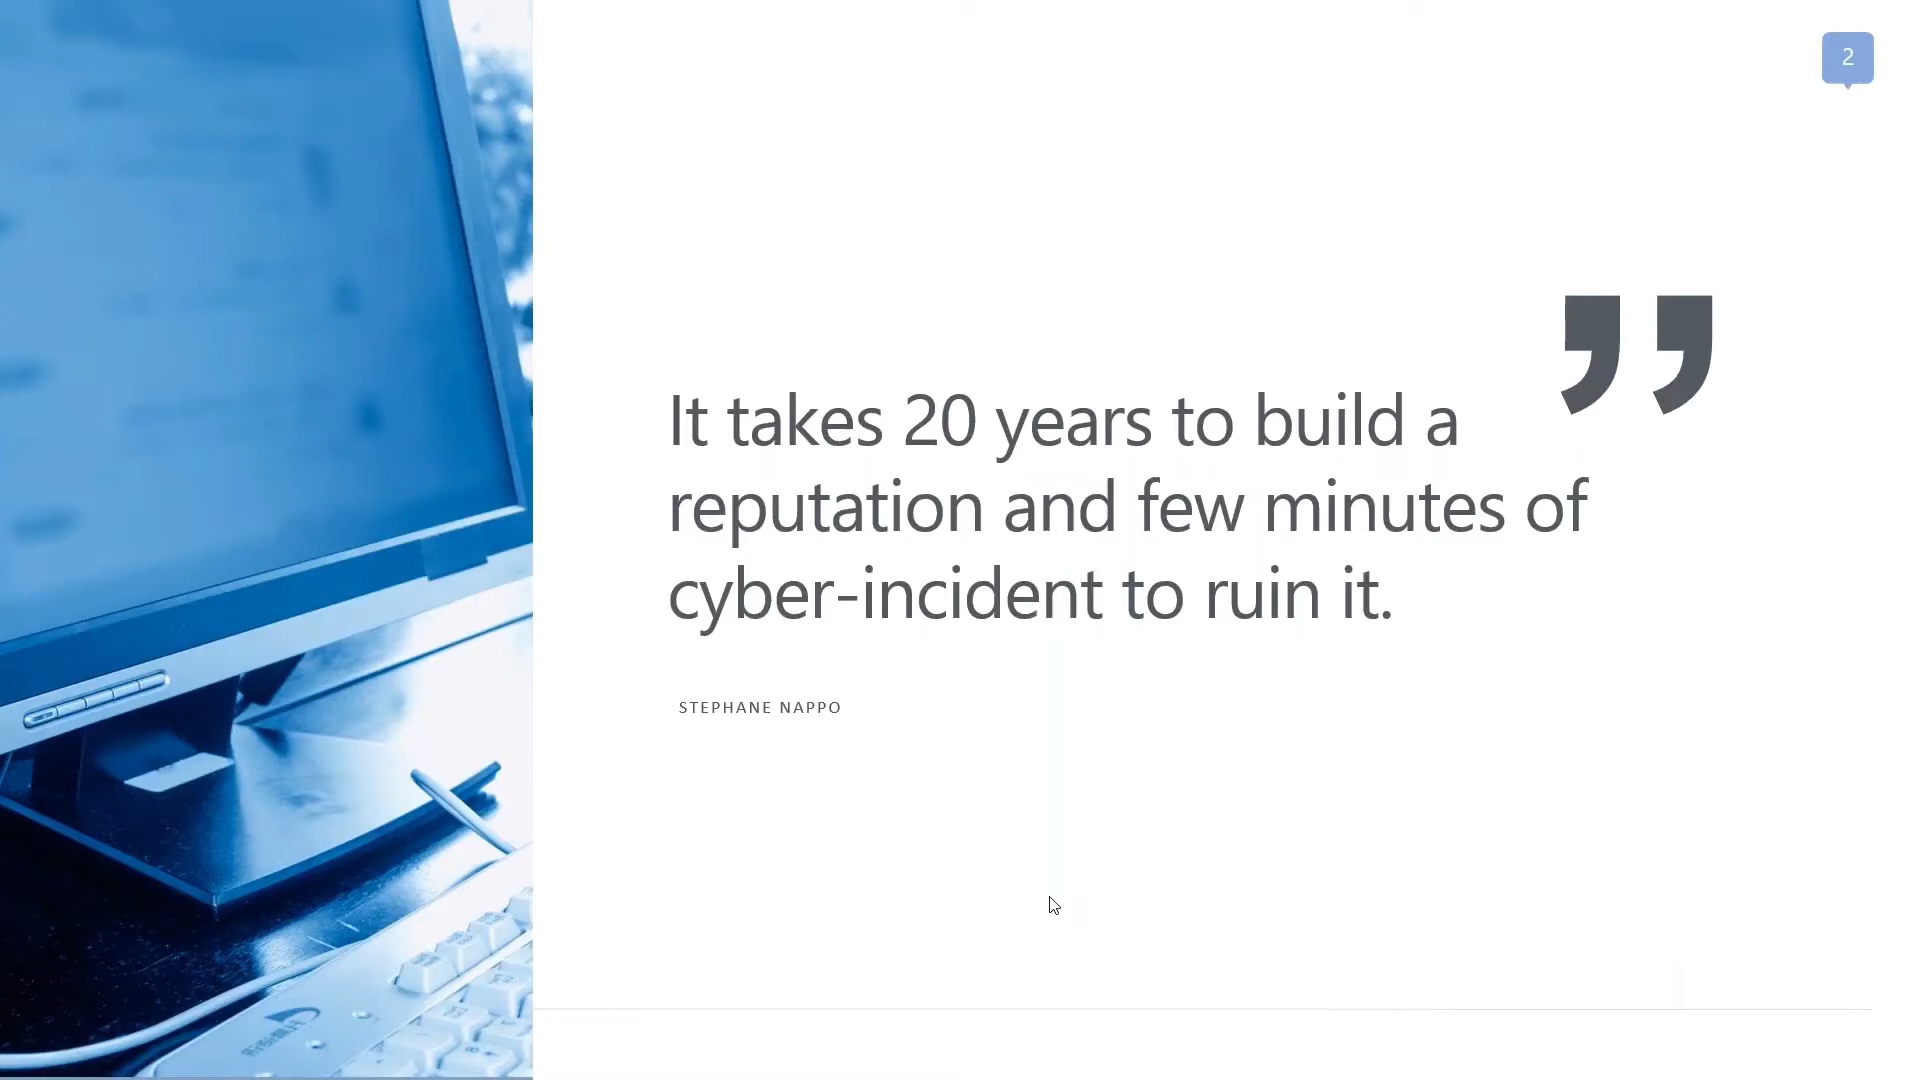 2
It takes 20 years to build a
reputation and few minutes of
cyber-incident to ruin it.
STEPHANE NAPPO